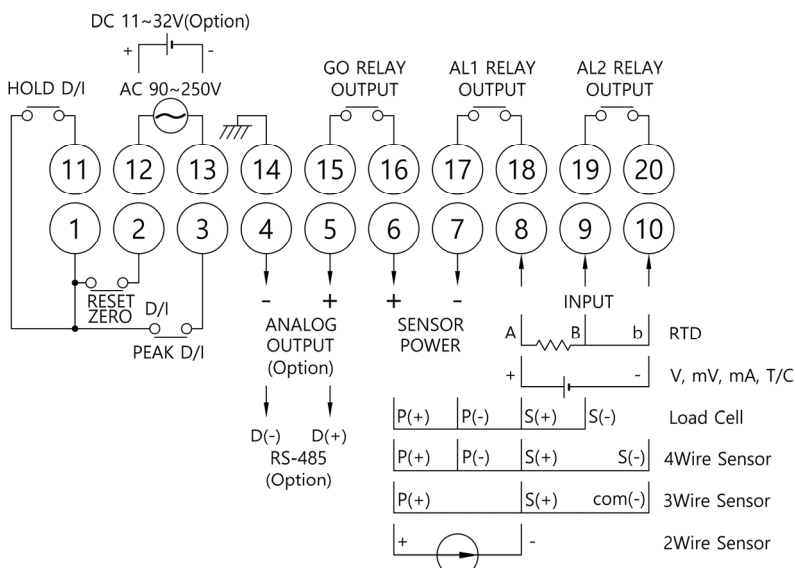 DC 11~32V(Option)
+ -
HOLD D/I
AC 90~250V
GO RELAY
OUTPUT
AL1 RELAY
OUTPUT
AL2 RELAY
OUTPUT
11 12 13 14 15 16 17 18 19 20
1 2 3 4 5 6 7 8 9 10
RESET
ZERO
D/I
PEAK D/I
- +
ANALOG
OUTPUT
(Option)
+ -
SENSOR
POWER
INPUT
A B b RTD
+ - V, mV, mA, T/C
P(+) P(-) S(+) S(-) Load Cell
D(-) D(+)
RS-485
(Option)
P(+) P(-) S(+) S(-) 4Wire Sensor
P(+) S(+) com(-) 3Wire Sensor
+ - 2Wire Sensor